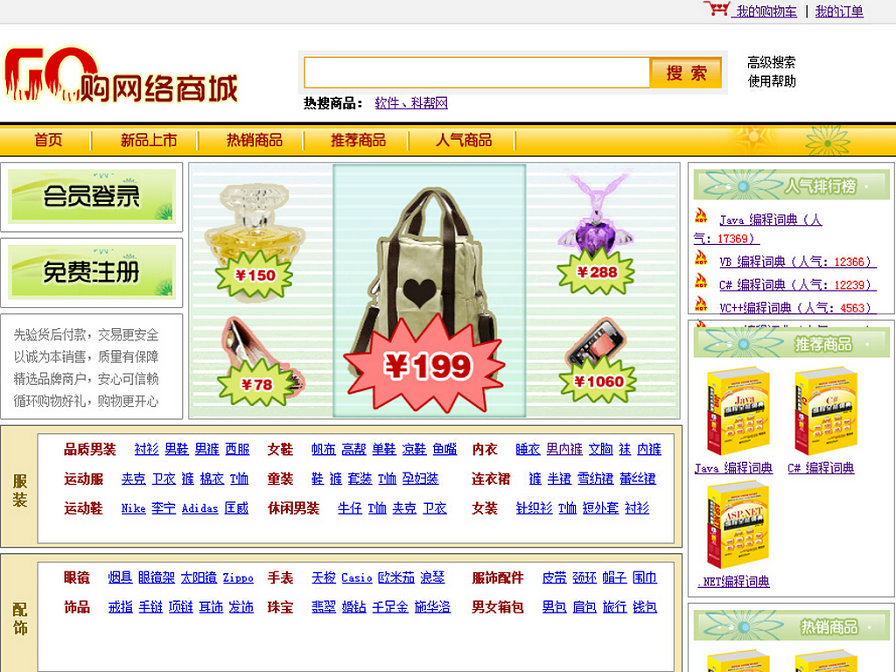 我的购物车 | 我的订单
GO购网络商城
搜 索
高级搜索
使用帮助
热搜商品: 软件、科帮网
首页 新品上市 热销商品 推荐商品 人气商品
会员登录
免费注册
先验货后付款，交易更安全
以诚为本销售，质量有保障
精选品牌商户，安心可信赖
循环购物好礼，购物更开心
¥150
¥288
¥199
¥78
¥1060
人气排行榜
HOT Java 编程词典（人
气：17369）
HOT VB 编程词典（人气：12366）
HOT C# 编程词典（人气：12239）
HOT VC++编程词典（人气：4563）
推荐商品
Java
C#
Java 编程词典 C# 编程词典
ASP.NET
.NET编程词典
热销商品
服装
品质男装 衬衫 男鞋 男裤 西服 女鞋 帆布 高帮 单鞋 凉鞋 鱼嘴 内衣 睡衣 男内裤 文胸 袜 内裤
运动服 夹克 卫衣 裤 棉衣 T恤 童装 鞋 裤 套装 T恤 孕妇装 连衣裙 裤 半裙 雪纺裙 蕾丝裙
运动鞋 Nike 李宁 Adidas 匡威 休闲男装 牛仔 T恤 夹克 卫衣 女装 针织衫 T恤 短外套 衬衫
配饰
眼镜 烟具 眼镜架 太阳镜 Zippo 手表 天梭 Casio 欧米茄 浪琴 服饰配件 皮带 颈环 帽子 围巾
饰品 戒指 手链 项链 耳饰 发饰 珠宝 翡翠 婚钻 千足金 施华洛 男女箱包 男包 肩包 旅行 钱包